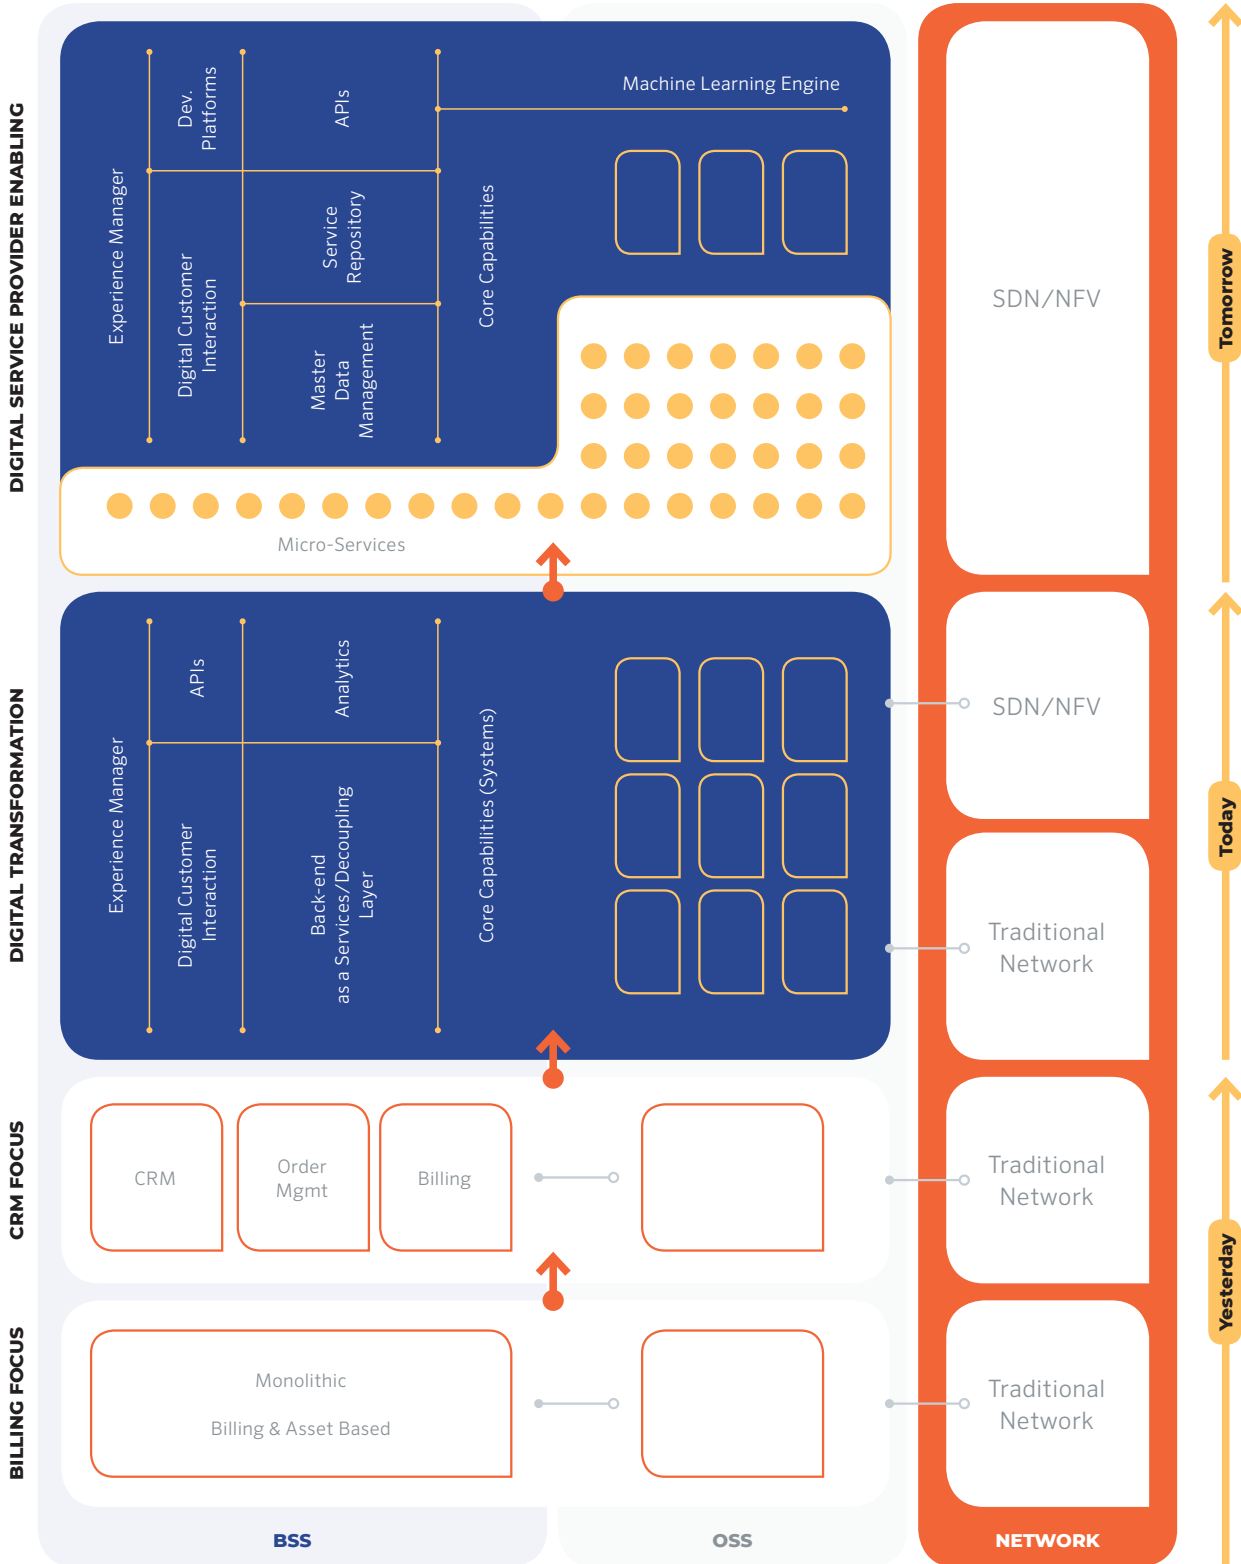 DIGITAL SERVICE PROVIDER ENABLING
Experience Manager
Dev.
Platforms
Digital Customer
Interaction
APIs
Service
Repository
Master
Data
Management
Core Capabilities
Machine Learning Engine
Micro-Services
SDN/NFV
Tomorrow
DIGITAL TRANSFORMATION
Experience Manager
APIs
Digital Customer
Interaction
Analytics
Back-end
as a Services/Decoupling
Layer
Core Capabilities (Systems)
SDN/NFV
Traditional
Network
Today
CRM FOCUS
CRM
Order
Mgmt
Billing
Traditional
Network
Yesterday
BILLING FOCUS
Monolithic
Billing & Asset Based
Traditional
Network
BSS
OSS
NETWORK